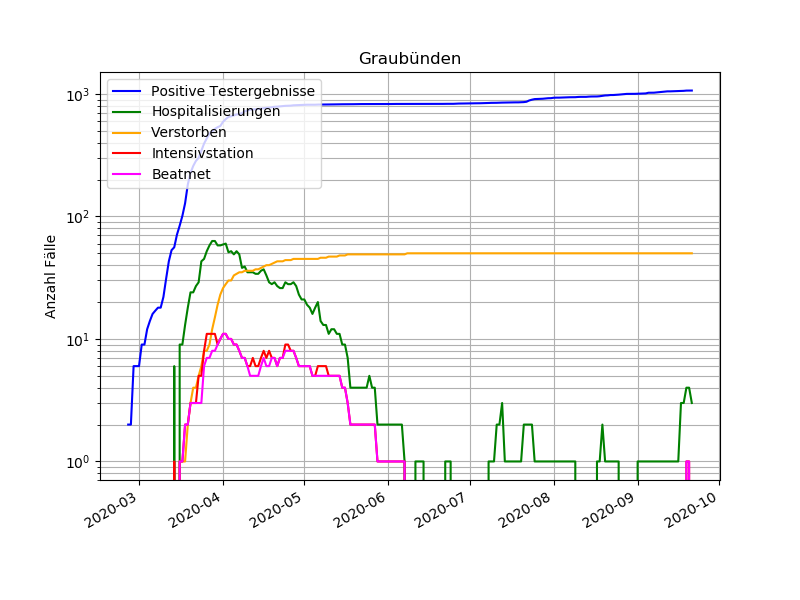 Graubünden
Anzahl Fälle
10³
10²
10¹
10⁰
Positive Testergebnisse
Hospitalisierungen
Verstorben
Intensivstation
Beatmet
2020-03
2020-04
2020-05
2020-06
2020-07
2020-08
2020-09
2020-10